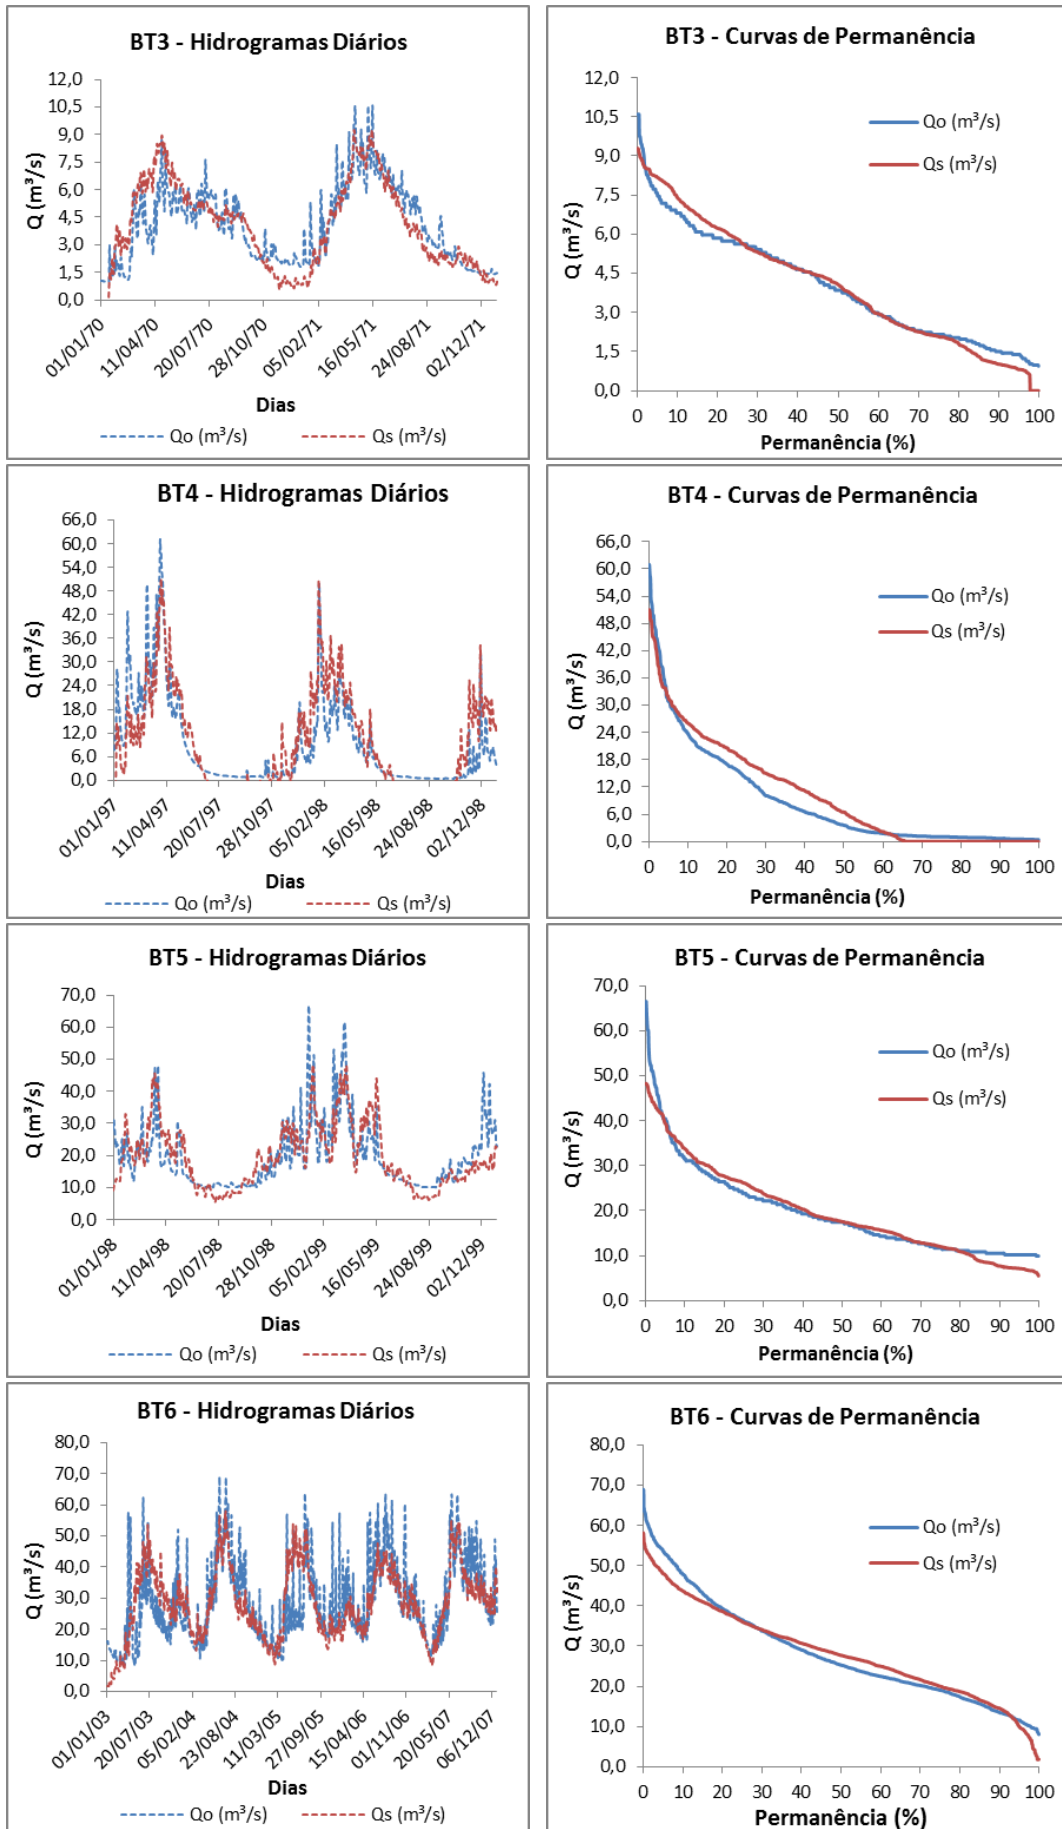 BT3 - Hidrogramas Diários
12,0
10,5
9,0
7,5
6,0
4,5
3,0
1,5
0,0
Q (m³/s)
01/01/70
11/04/70
20/07/70
28/10/70
05/02/71
16/05/71
24/08/71
02/12/71
Dias
Qo (m³/s)
Qs (m³/s)
BT3 - Curvas de Permanência
12,0
10,5
9,0
7,5
6,0
4,5
3,0
1,5
0,0
Q (m³/s)
Qo (m³/s)
Qs (m³/s)
0 10 20 30 40 50 60 70 80 90 100
Permanência (%)
BT4 - Hidrogramas Diários
66,0
60,0
54,0
48,0
42,0
36,0
30,0
24,0
18,0
12,0
6,0
0,0
Q (m³/s)
01/01/97
11/04/97
20/07/97
28/10/97
05/02/98
16/05/98
24/08/98
02/12/98
Dias
Qo (m³/s)
Qs (m³/s)
BT4 - Curvas de Permanência
66,0
60,0
54,0
48,0
42,0
36,0
30,0
24,0
18,0
12,0
6,0
0,0
Q (m³/s)
Qo (m³/s)
Qs (m³/s)
0 10 20 30 40 50 60 70 80 90 100
Permanência (%)
BT5 - Hidrogramas Diários
70,0
60,0
50,0
40,0
30,0
20,0
10,0
0,0
Q (m³/s)
01/01/98
11/04/98
20/07/98
28/10/98
05/02/99
16/05/99
24/08/99
02/12/99
Dias
Qo (m³/s)
Qs (m³/s)
BT5 - Curvas de Permanência
70,0
60,0
50,0
40,0
30,0
20,0
10,0
0,0
Q (m³/s)
Qo (m³/s)
Qs (m³/s)
0 10 20 30 40 50 60 70 80 90 100
Permanência (%)
BT6 - Hidrogramas Diários
80,0
70,0
60,0
50,0
40,0
30,0
20,0
10,0
0,0
Q (m³/s)
01/01/03
20/07/03
05/02/04
23/08/04
11/03/05
27/09/05
15/04/06
01/11/06
20/05/07
06/12/07
Dias
Qo (m³/s)
Qs (m³/s)
BT6 - Curvas de Permanência
80,0
70,0
60,0
50,0
40,0
30,0
20,0
10,0
0,0
Q (m³/s)
Qo (m³/s)
Qs (m³/s)
0 10 20 30 40 50 60 70 80 90 100
Permanência (%)